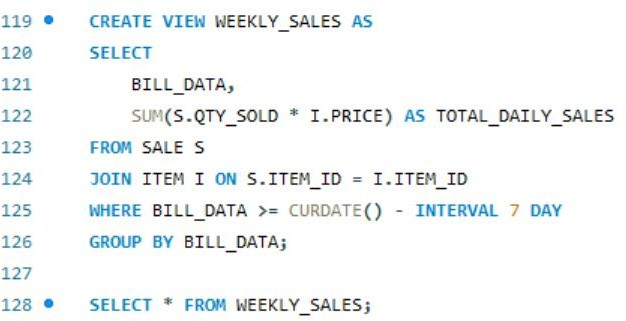 119 CREATE VIEW WEEKLY_SALES AS
120 SELECT
121 BILL_DATA,
122 SUM(S.QTY_SOLD * I.PRICE) AS TOTAL_DAILY_SALES
123 FROM SALE S
124 JOIN ITEM I ON S.ITEM_ID = I.ITEM_ID
125 WHERE BILL_DATA >= CURDATE() - INTERVAL 7 DAY
126 GROUP BY BILL_DATA;
127
128 SELECT * FROM WEEKLY_SALES;